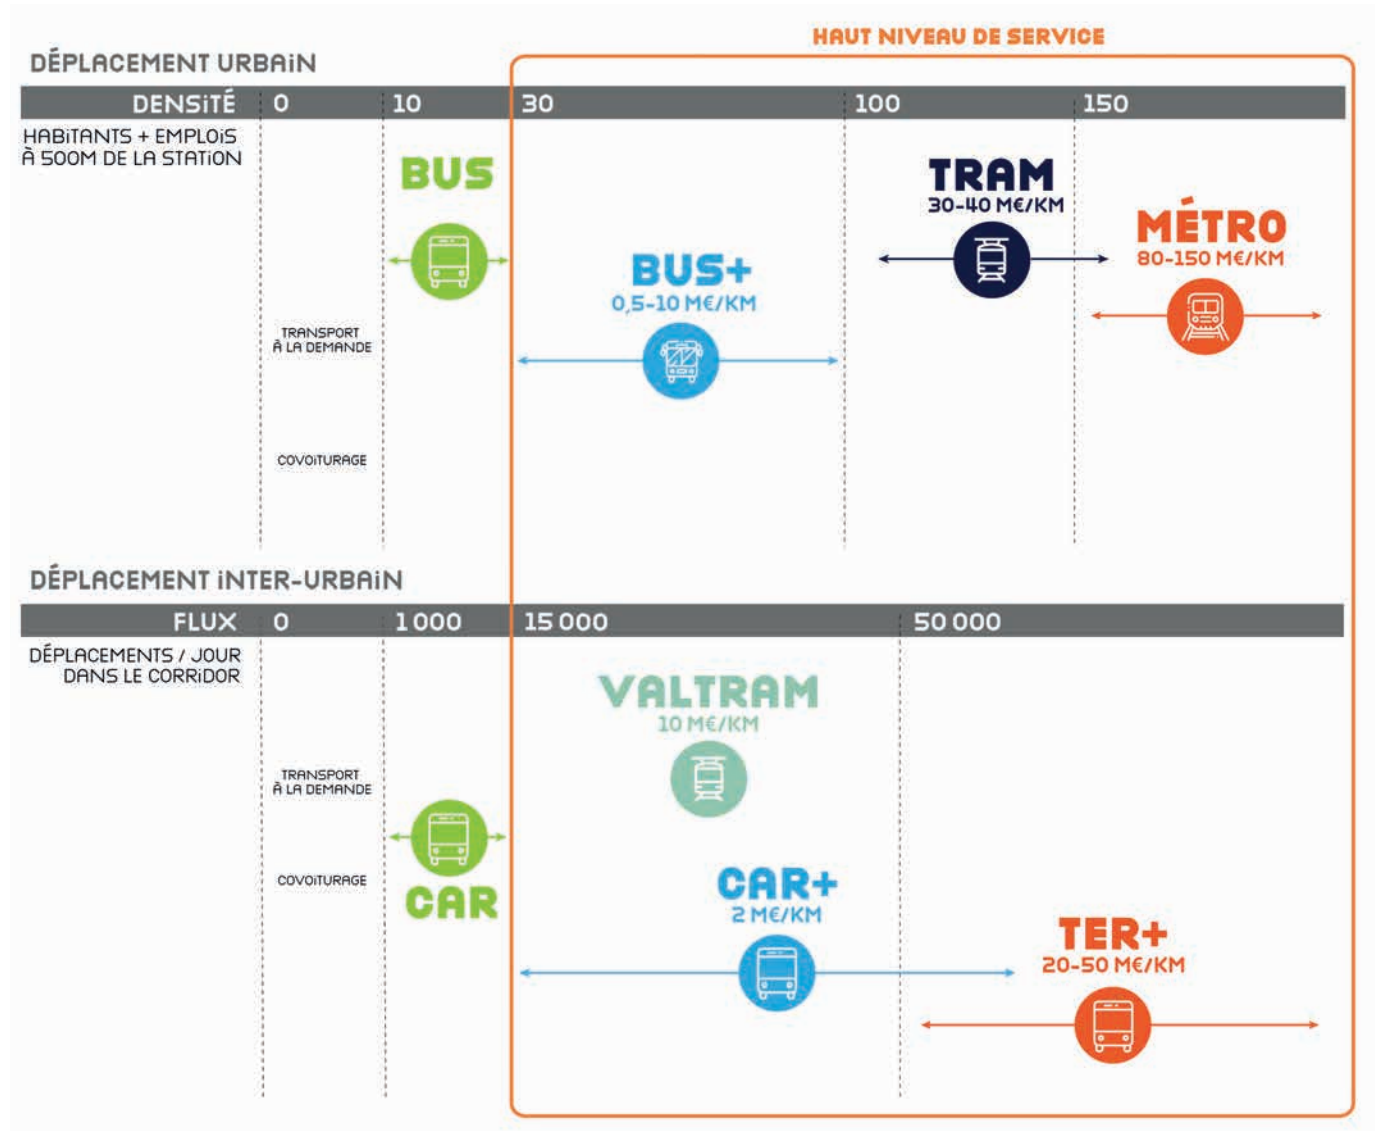 HAUT NIVEAU DE SERVICE
DÉPLACEMENT URBAiN
DENSiTÉ 0 10 30 100 150
HABiTANTS + EMPLOiS
À 500M DE LA STATiON
BUS
TRAM
30-40 M€/KM
MÉTRO
80-150 M€/KM
BUS+
0,5-10 M€/KM
TRANSPORT
À LA DEMANDE
COVOiTURAGE
DÉPLACEMENT iNTER-URBAiN
FLUX 0 1 000 15 000 50 000
DÉPLACEMENTS / JOUR
DANS LE CORRiDOR
VALTRAM
10 M€/KM
TRANSPORT
À LA DEMANDE
COVOiTURAGE
CAR
CAR+
2 M€/KM
TER+
20-50 M€/KM